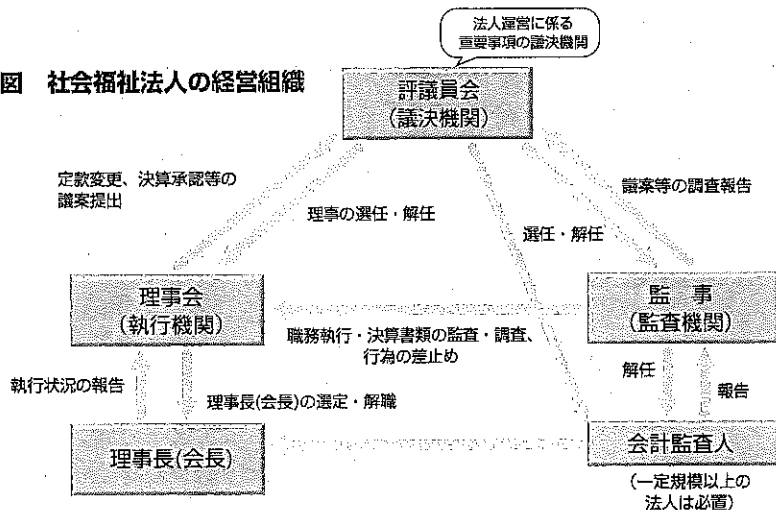 法人運営に係る
重要事項の議決機関
図 社会福祉法人の経営組織
評議員会
(議決機関)
定款変更、決算承認等の
議案提出
理事の選任・解任
議案等の調査報告
選任・解任
理事会
(執行機関)
監 事
(監査機関)
職務執行・決算書類の監査・調査、
行為の差止め
執行状況の報告
理事長(会長)の選定・解職
解任
報告
理事長(会長)
会計監査人
(一定規模以上の
法人は必置)